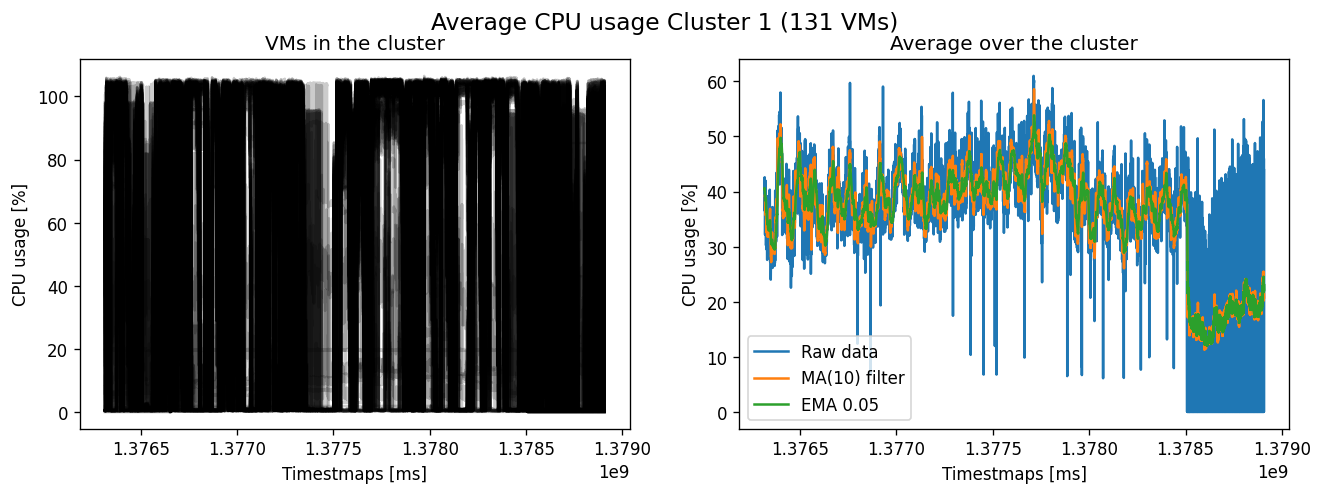 Average CPU usage Cluster 1 (131 VMs)
VMs in the cluster
CPU usage [%]
100
80
60
40
20
0
1.3765 1.3770 1.3775 1.3780 1.3785 1.3790
1e9
Timestmaps [ms]
Average over the cluster
CPU usage [%]
60
50
40
30
20
10
0
Raw data
MA(10) filter
EMA 0.05
1.3765 1.3770 1.3775 1.3780 1.3785 1.3790
1e9
Timestmaps [ms]